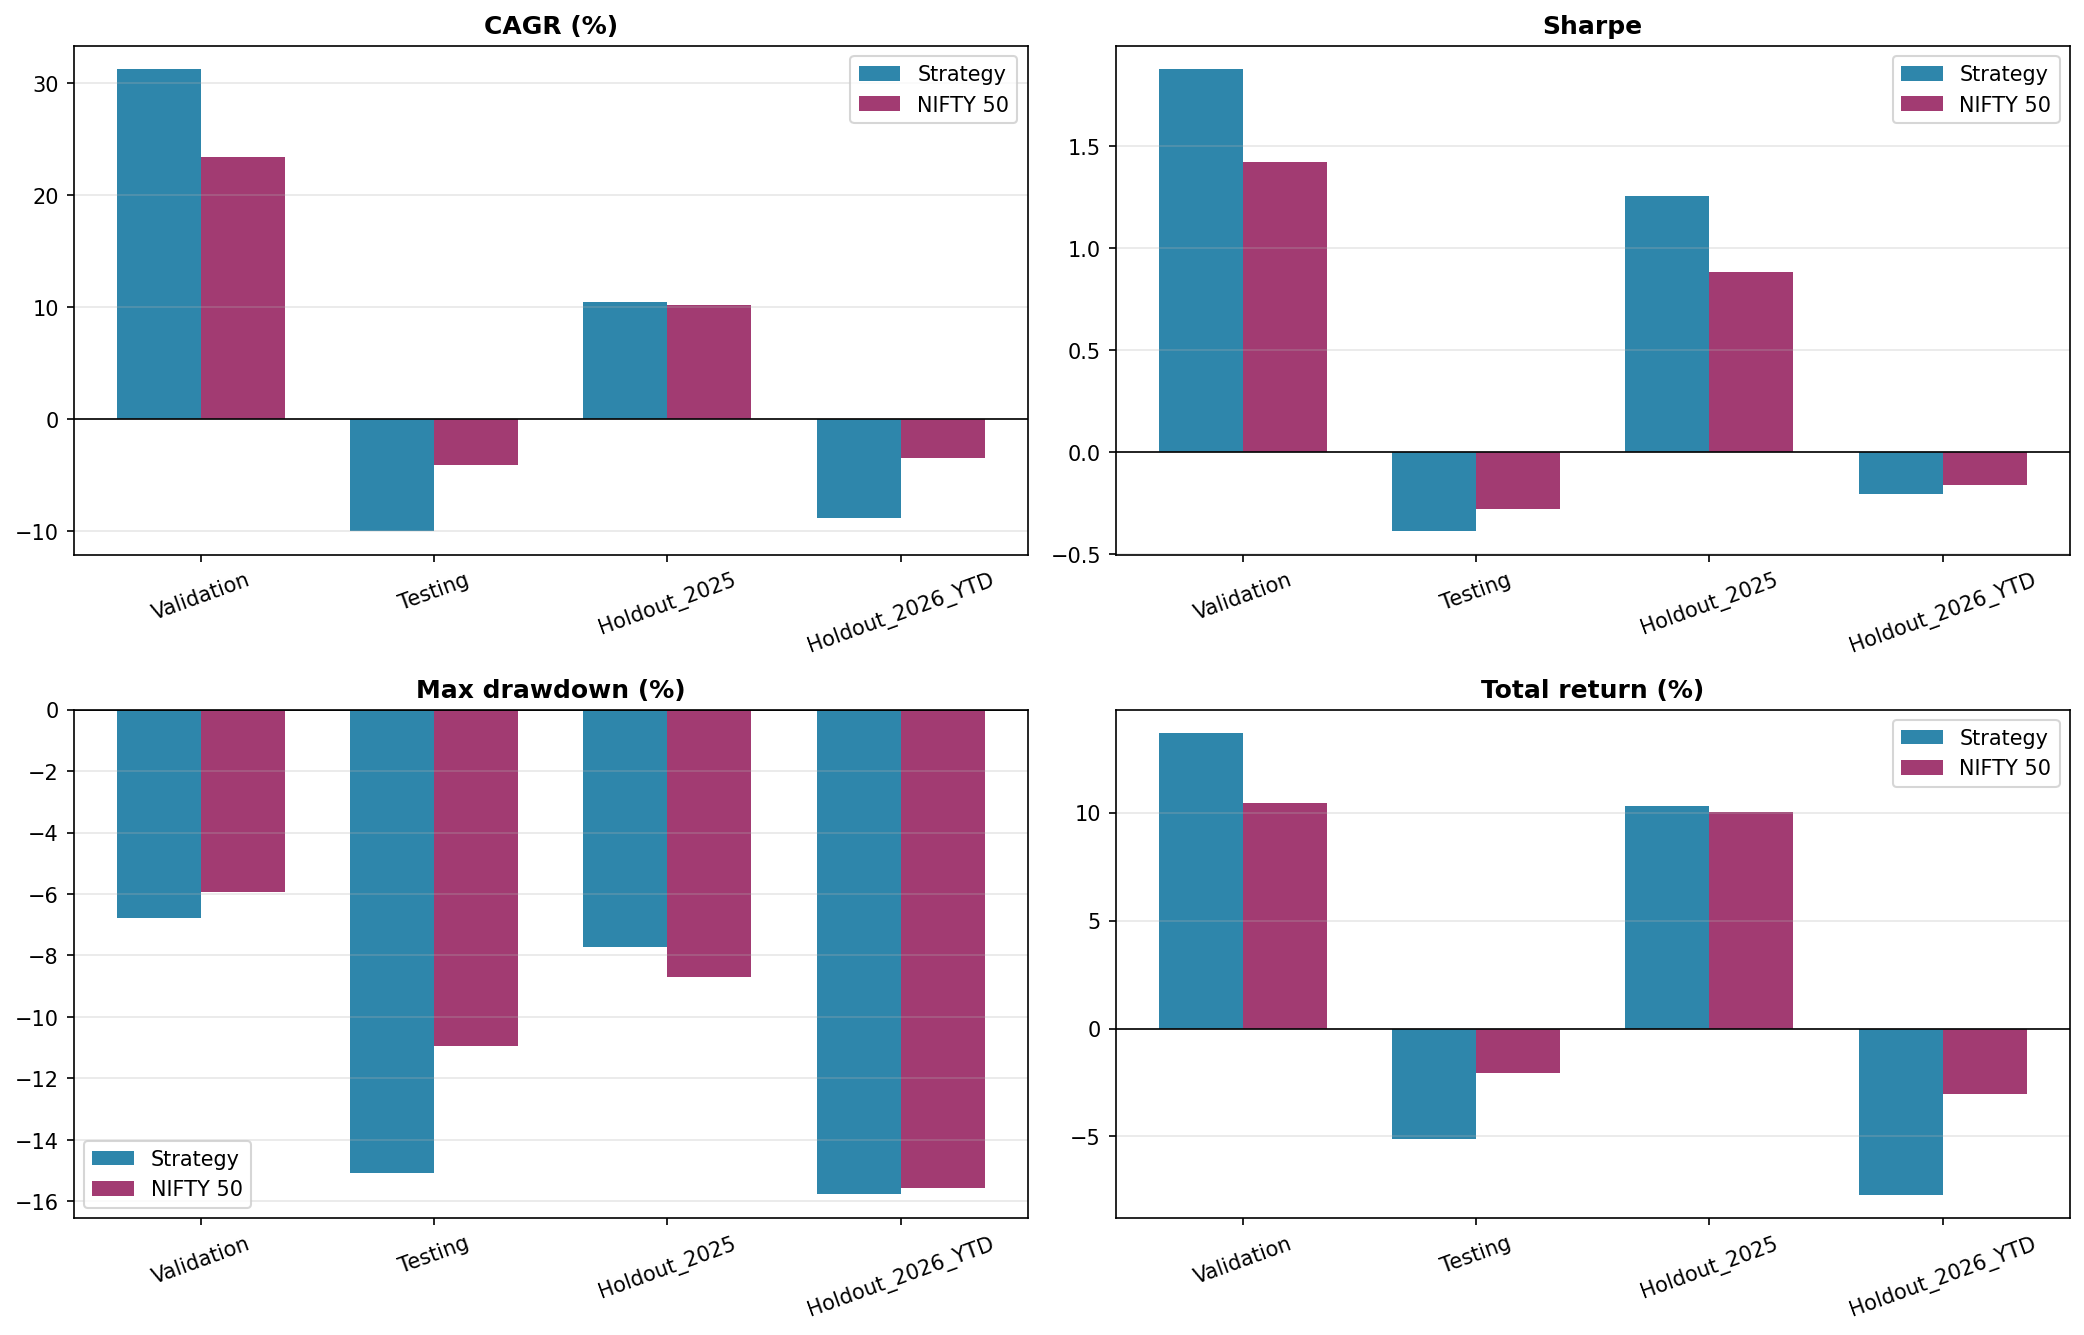 CAGR (%)
Strategy
NIFTY 50
30
20
10
0
−10
Validation
Testing
Holdout_2025
Holdout_2026_YTD
Sharpe
Strategy
NIFTY 50
1.5
1.0
0.5
0.0
−0.5
Validation
Testing
Holdout_2025
Holdout_2026_YTD
Max drawdown (%)
0
−2
−4
−6
−8
−10
−12
−14
−16
Strategy
NIFTY 50
Validation
Testing
Holdout_2025
Holdout_2026_YTD
Total return (%)
Strategy
NIFTY 50
10
5
0
−5
Validation
Testing
Holdout_2025
Holdout_2026_YTD